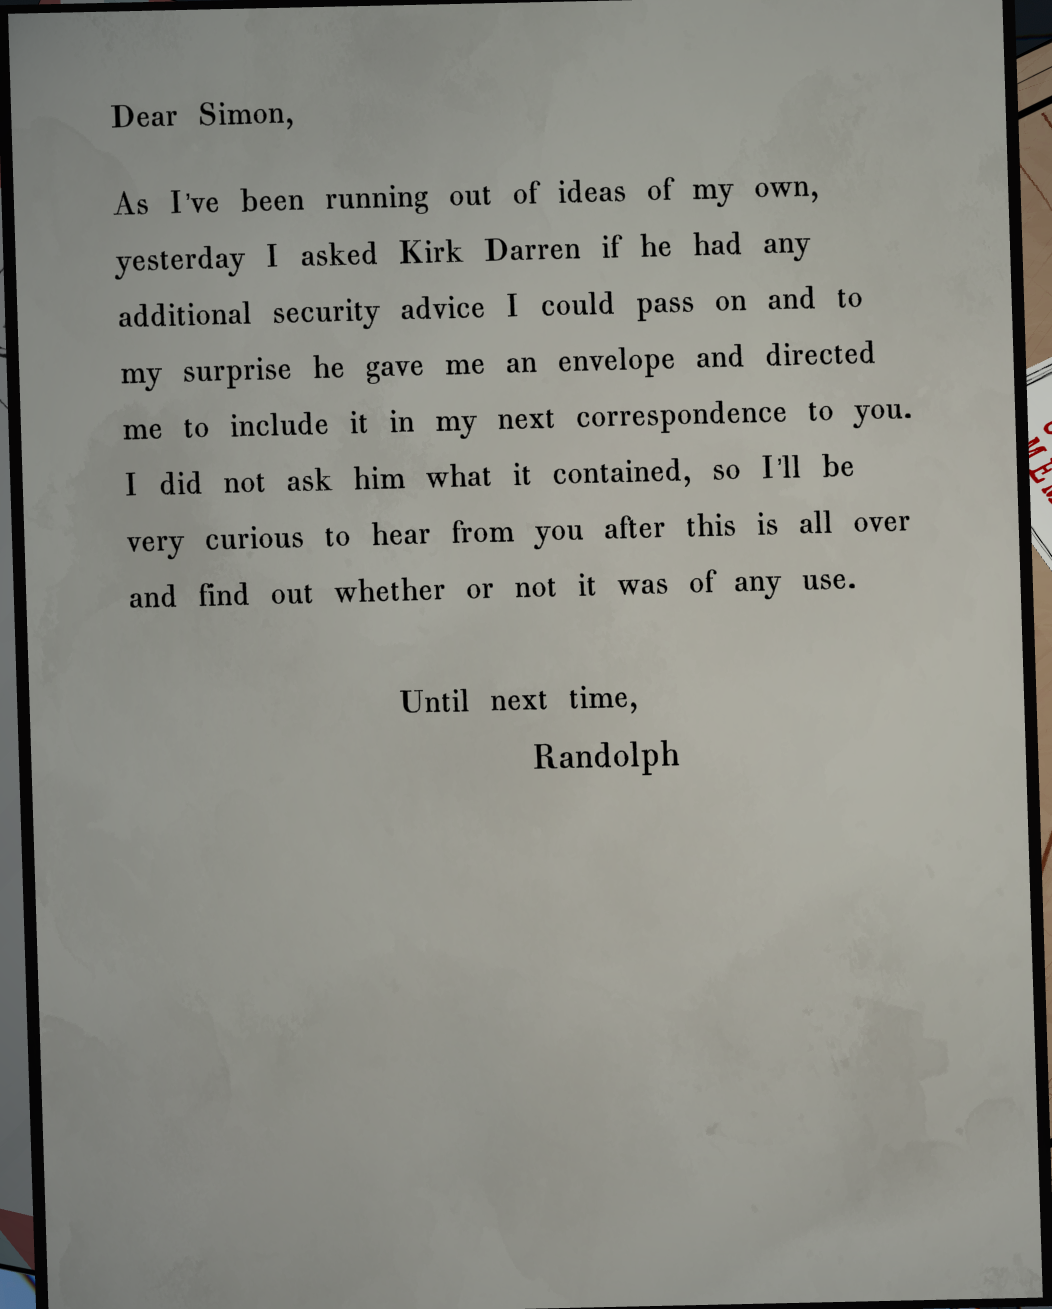 Dear Simon,
As I've been running out of ideas of my own,
yesterday I asked Kirk Darren if he had any
additional security advice I could pass on and to
my surprise he gave me an envelope and directed
me to include it in my next correspondence to you.
I did not ask him what it contained, so I'll be
very curious to hear from you after this is all over
and find out whether or not it was of any use.
Until next time,
Randolph